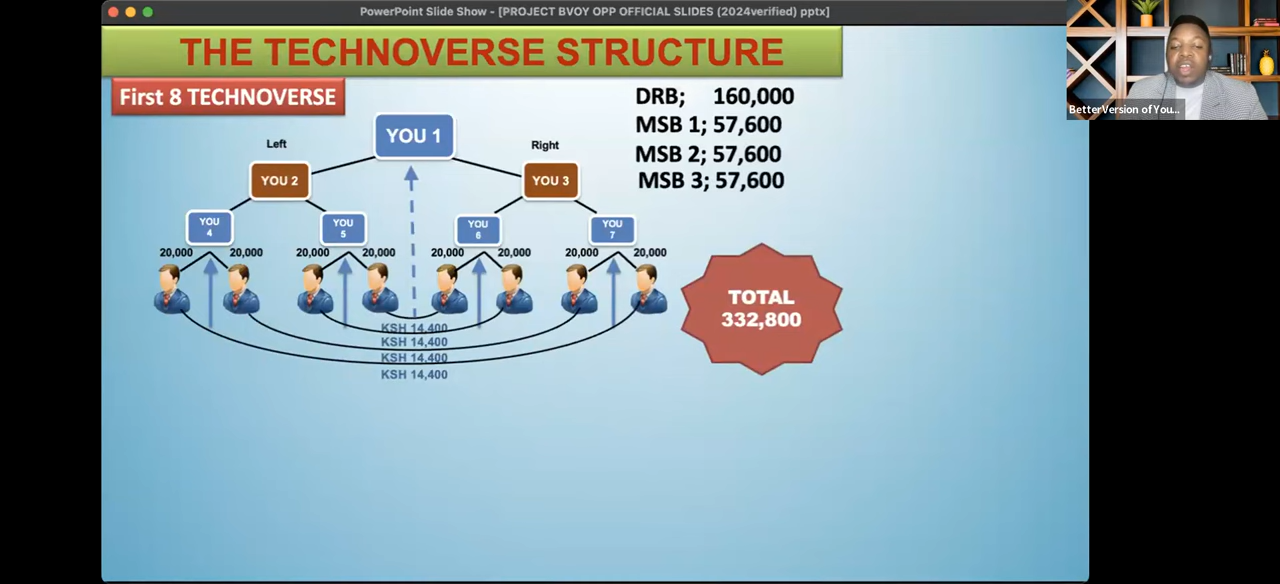 PowerPoint Slide Show - [PROJECT BVOY OPP OFFICIAL SLIDES (2024verified) pptx]
THE TECHNOVERSE STRUCTURE
First 8 TECHNOVERSE
DRB; 160,000
MSB 1; 57,600
MSB 2; 57,600
MSB 3; 57,600
YOU 1
Left
Right
YOU 2
YOU 3
YOU
4
YOU
5
YOU
6
YOU
7
20,000 20,000 20,000 20,000 20,000 20,000 20,000 20,000
KSH 14,400
KSH 14,400
KSH 14,400
KSH 14,400
TOTAL
332,800
BetterVersion ofYou...